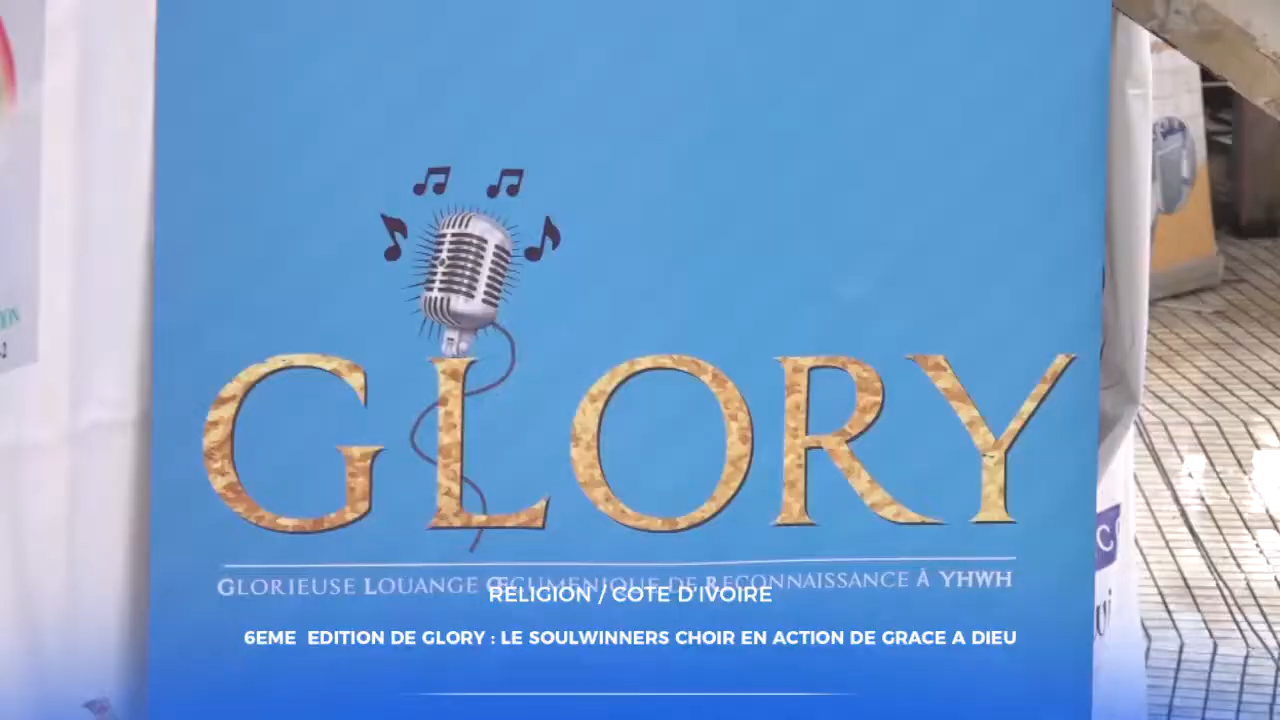 GLORY
GLORIEUSE LOUANGE ŒCUMENIQUE DE RECONNAISSANCE À YHWH
RELIGION / COTE D'IVOIRE
6EME EDITION DE GLORY : LE SOULWINNERS CHOIR EN ACTION DE GRACE A DIEU